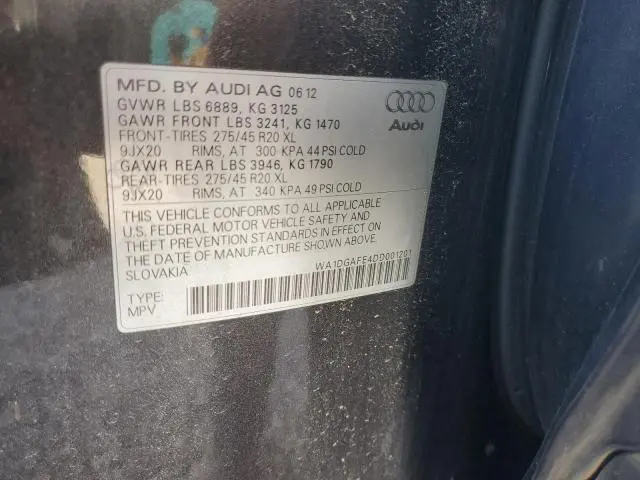 MFD. BY AUDI AG 06 12
GVWR LBS 6889, KG 3125
GAWR FRONT LBS 3241, KG 1470
FRONT-TIRES 275/45 R20 XL
9JX20 RIMS, AT 300 KPA 44 PSI COLD
GAWR REAR LBS 3946, KG 1790
REAR-TIRES 275/45 R20 XL
9JX20 RIMS, AT 340 KPA 49 PSI COLD
Audi
THIS VEHICLE CONFORMS TO ALL APPLICABLE
U.S. FEDERAL MOTOR VEHICLE SAFETY AND
THEFT PREVENTION STANDARDS IN EFFECT ON
THE DATE OF MANUFACTURE SHOWN ABOVE.
SLOVAKIA
WA1DGAFE4DD001201
TYPE:
MPV